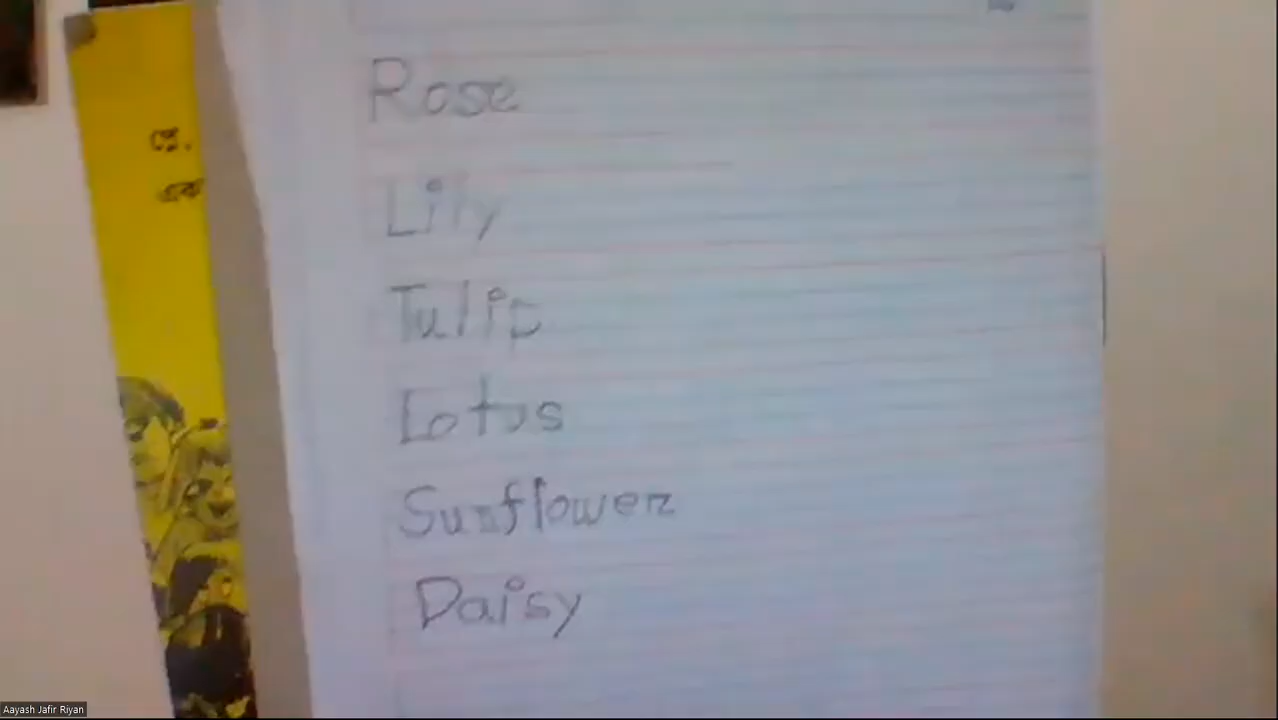 Rose
Lily
Tulip
Lotus
Sunflower
Daisy
প্রে.
Aayash Jafir Riyan